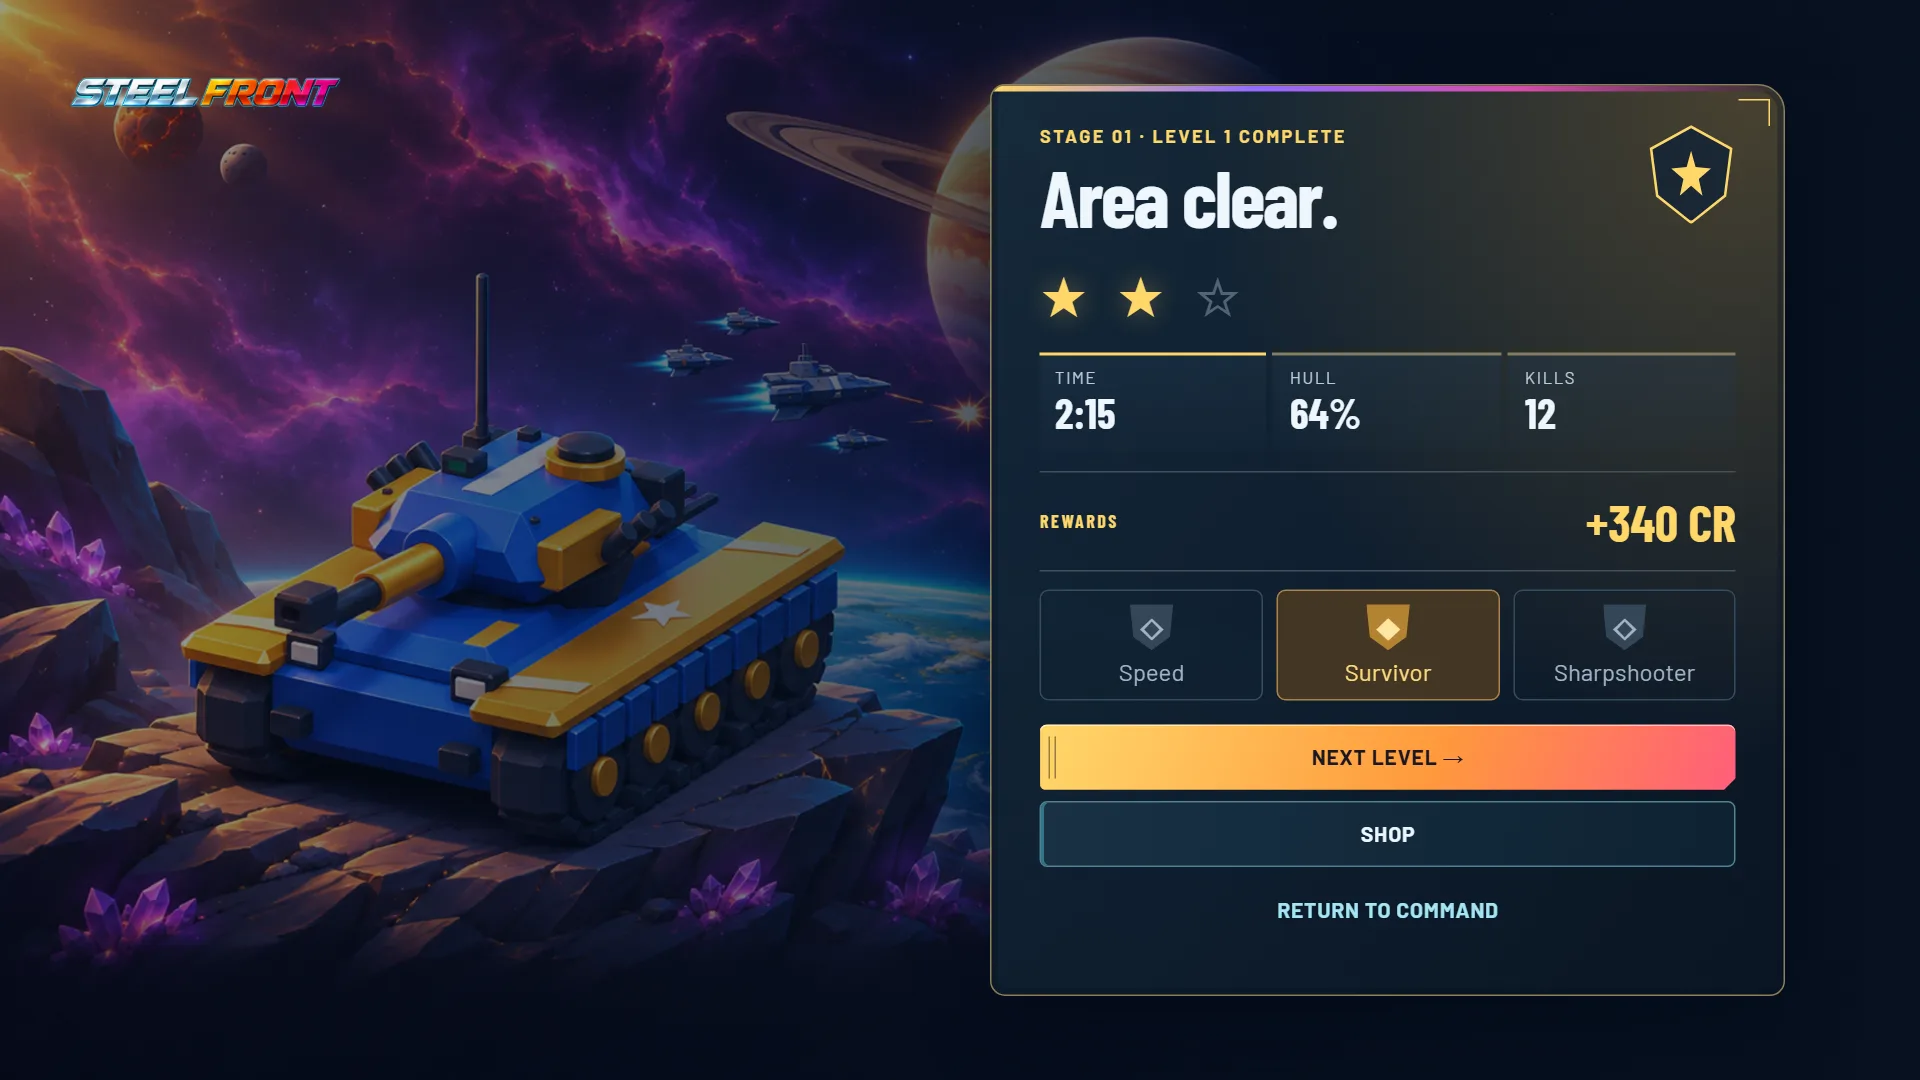 STEEL FRONT
STAGE 01 · LEVEL 1 COMPLETE
Area clear.
TIME
2:15
HULL
64%
KILLS
12
REWARDS
+340 CR
Speed
Survivor
Sharpshooter
NEXT LEVEL →
SHOP
RETURN TO COMMAND